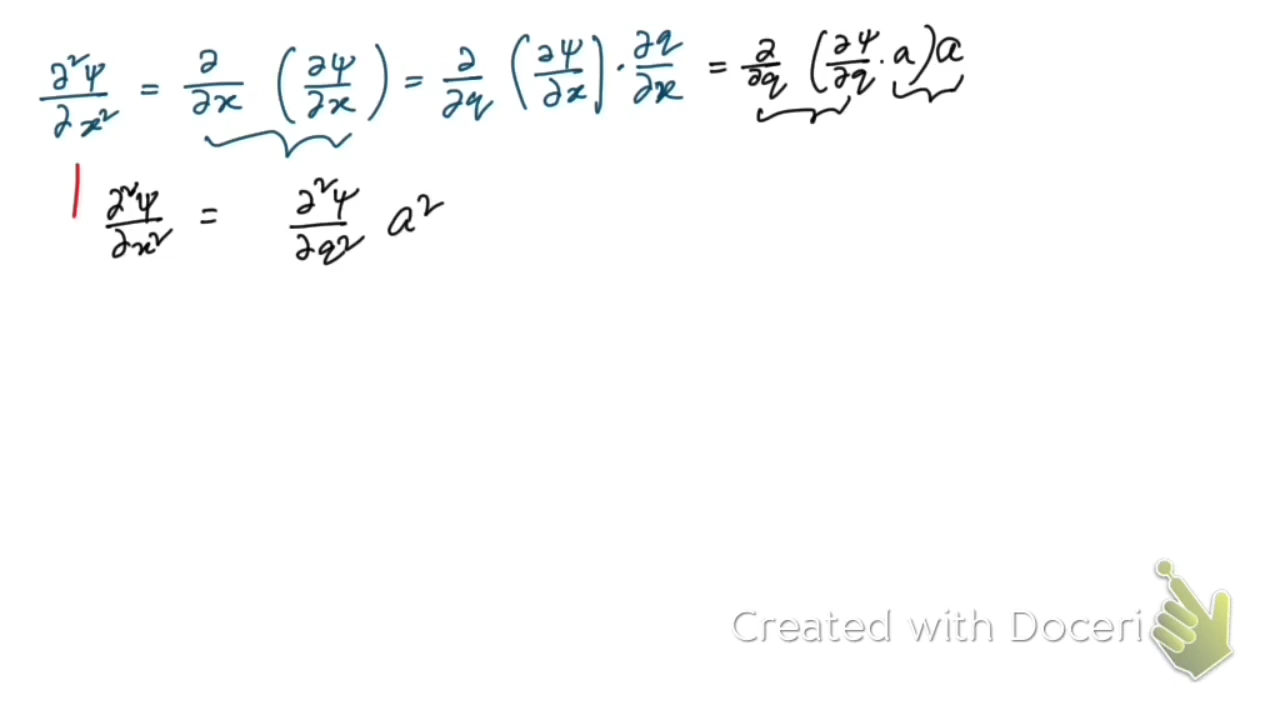 ∂²ψ/∂x² = ∂/∂x (∂ψ/∂x) = ∂/∂q (∂ψ/∂x) · ∂q/∂x = ∂/∂q (∂ψ/∂q · a) a
∂²ψ/∂x² = ∂²ψ/∂q² a²
Created with Doceri